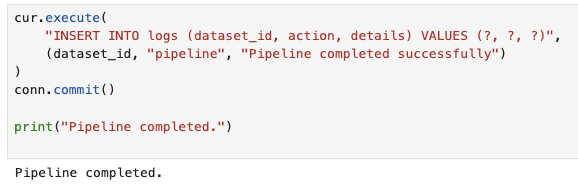 cur.execute(
    "INSERT INTO logs (dataset_id, action, details) VALUES (?, ?, ?)",
    (dataset_id, "pipeline", "Pipeline completed successfully")
)
conn.commit()

print("Pipeline completed.")

Pipeline completed.